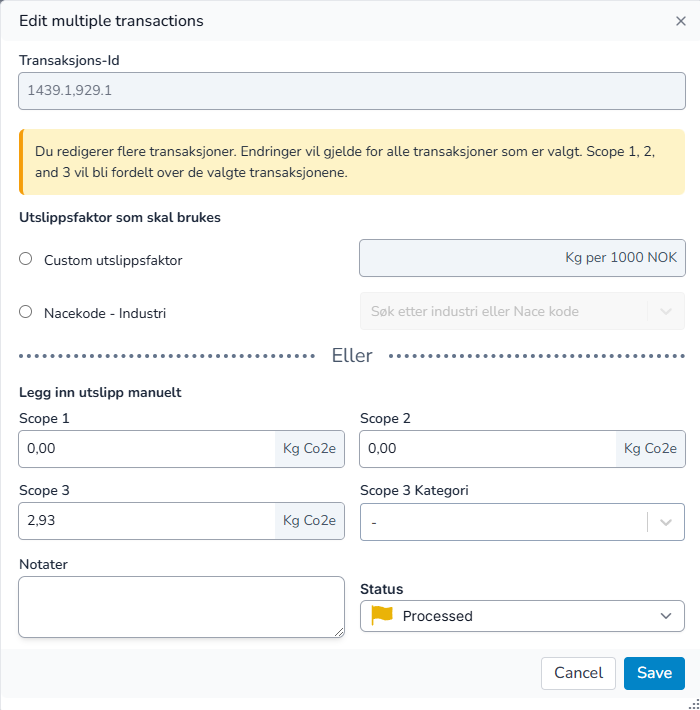 Edit multiple transactions
Transaksjons-Id
1439.1,929.1
Du redigerer flere transaksjoner. Endringer vil gjelde for alle transaksjoner som er valgt. Scope 1, 2,
and 3 vil bli fordelt over de valgte transaksjonene.
Utslippsfaktor som skal brukes
Custom utslippsfaktor
Kg per 1000 NOK
Nacekode - Industri
Søk etter industri eller Nace kode
Eller
Legg inn utslipp manuelt
Scope 1
Scope 2
0,00 Kg Co2e
0,00 Kg Co2e
Scope 3
Scope 3 Kategori
2,93 Kg Co2e
-
Notater
Status
Processed
Cancel
Save